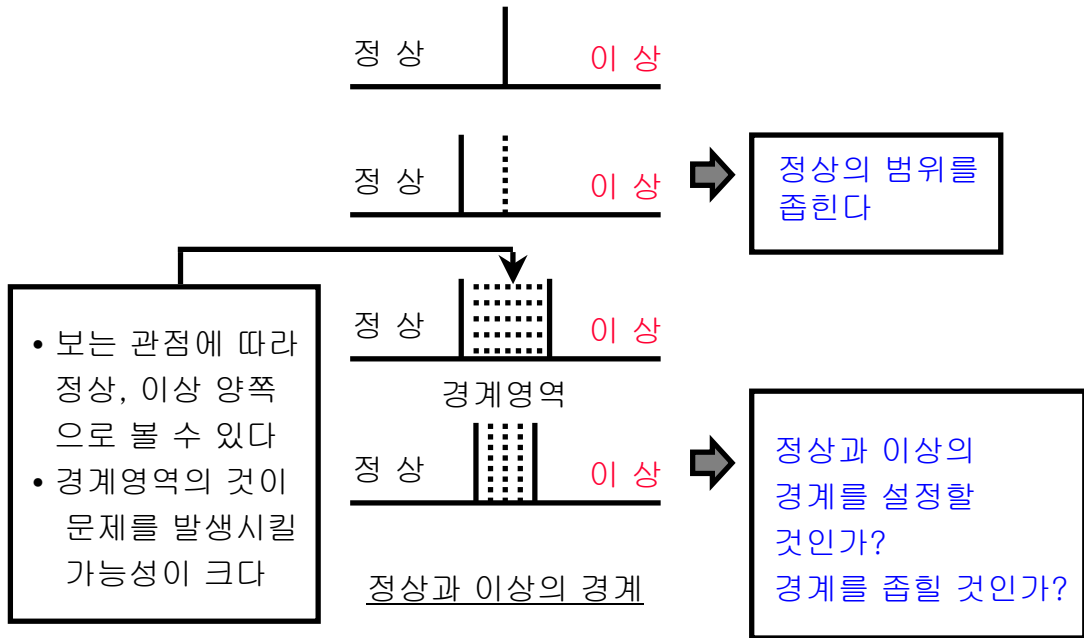 정 상 이 상
정 상 이 상
정상의 범위를
좁힌다
정 상 이 상
경계영역
정 상 이 상
• 보는 관점에 따라
정상, 이상 양쪽
으로 볼 수 있다
• 경계영역의 것이
문제를 발생시킬
가능성이 크다
정상과 이상의
경계를 설정할
것인가?
경계를 좁힐 것인가?
정상과 이상의 경계